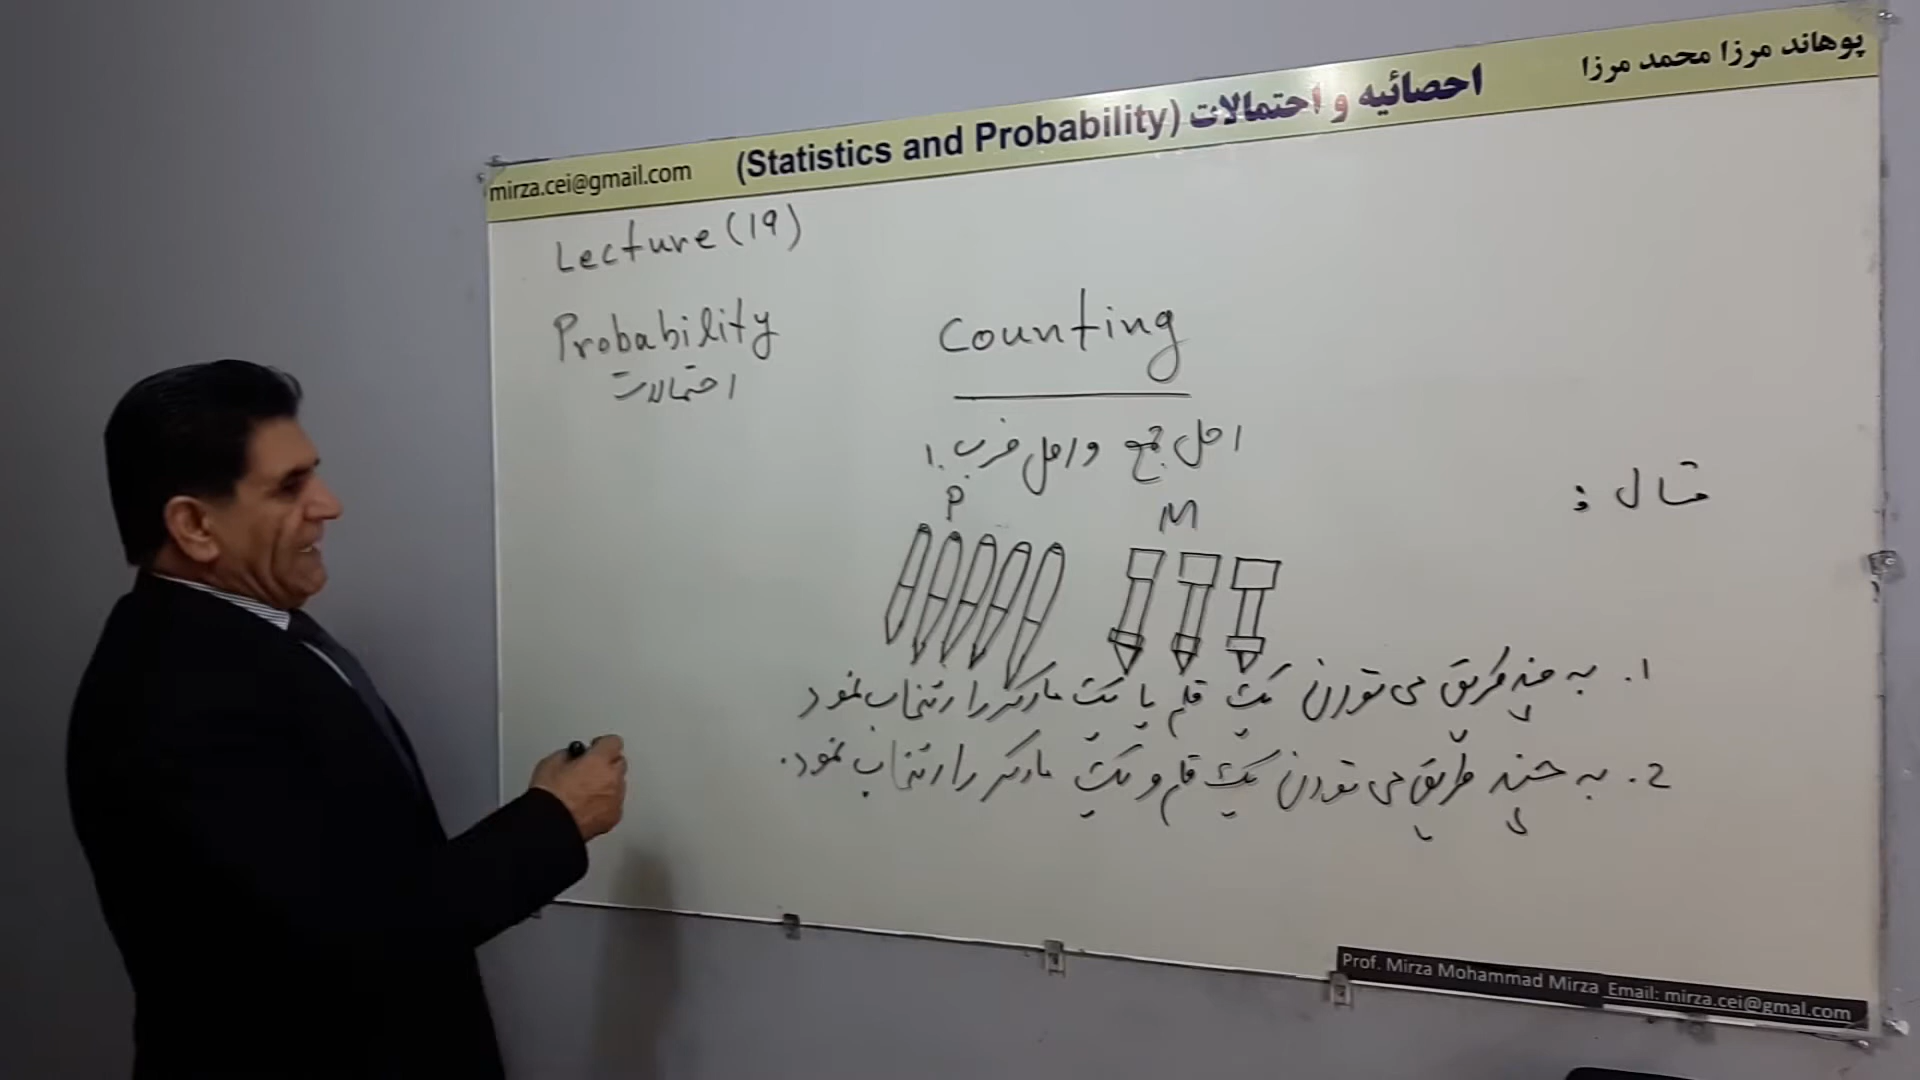 پوهاند مرزا محمد مرزا
احصائیه و احتمالات (Statistics and Probability)
mirza.cei@gmail.com
Lecture (19)
Probability
احتمالات
Counting
اصل جمع و اصل ضرب.1
مثال:
P
M
1. به چند طریق می توان یک قلم یا یک مارکر را انتخاب نمود
2. به چند طریق می توان یک قلم و یک مارکر را انتخاب نمود.
Prof. Mirza Mohammad Mirza Email: mirza.cei@gmal.com